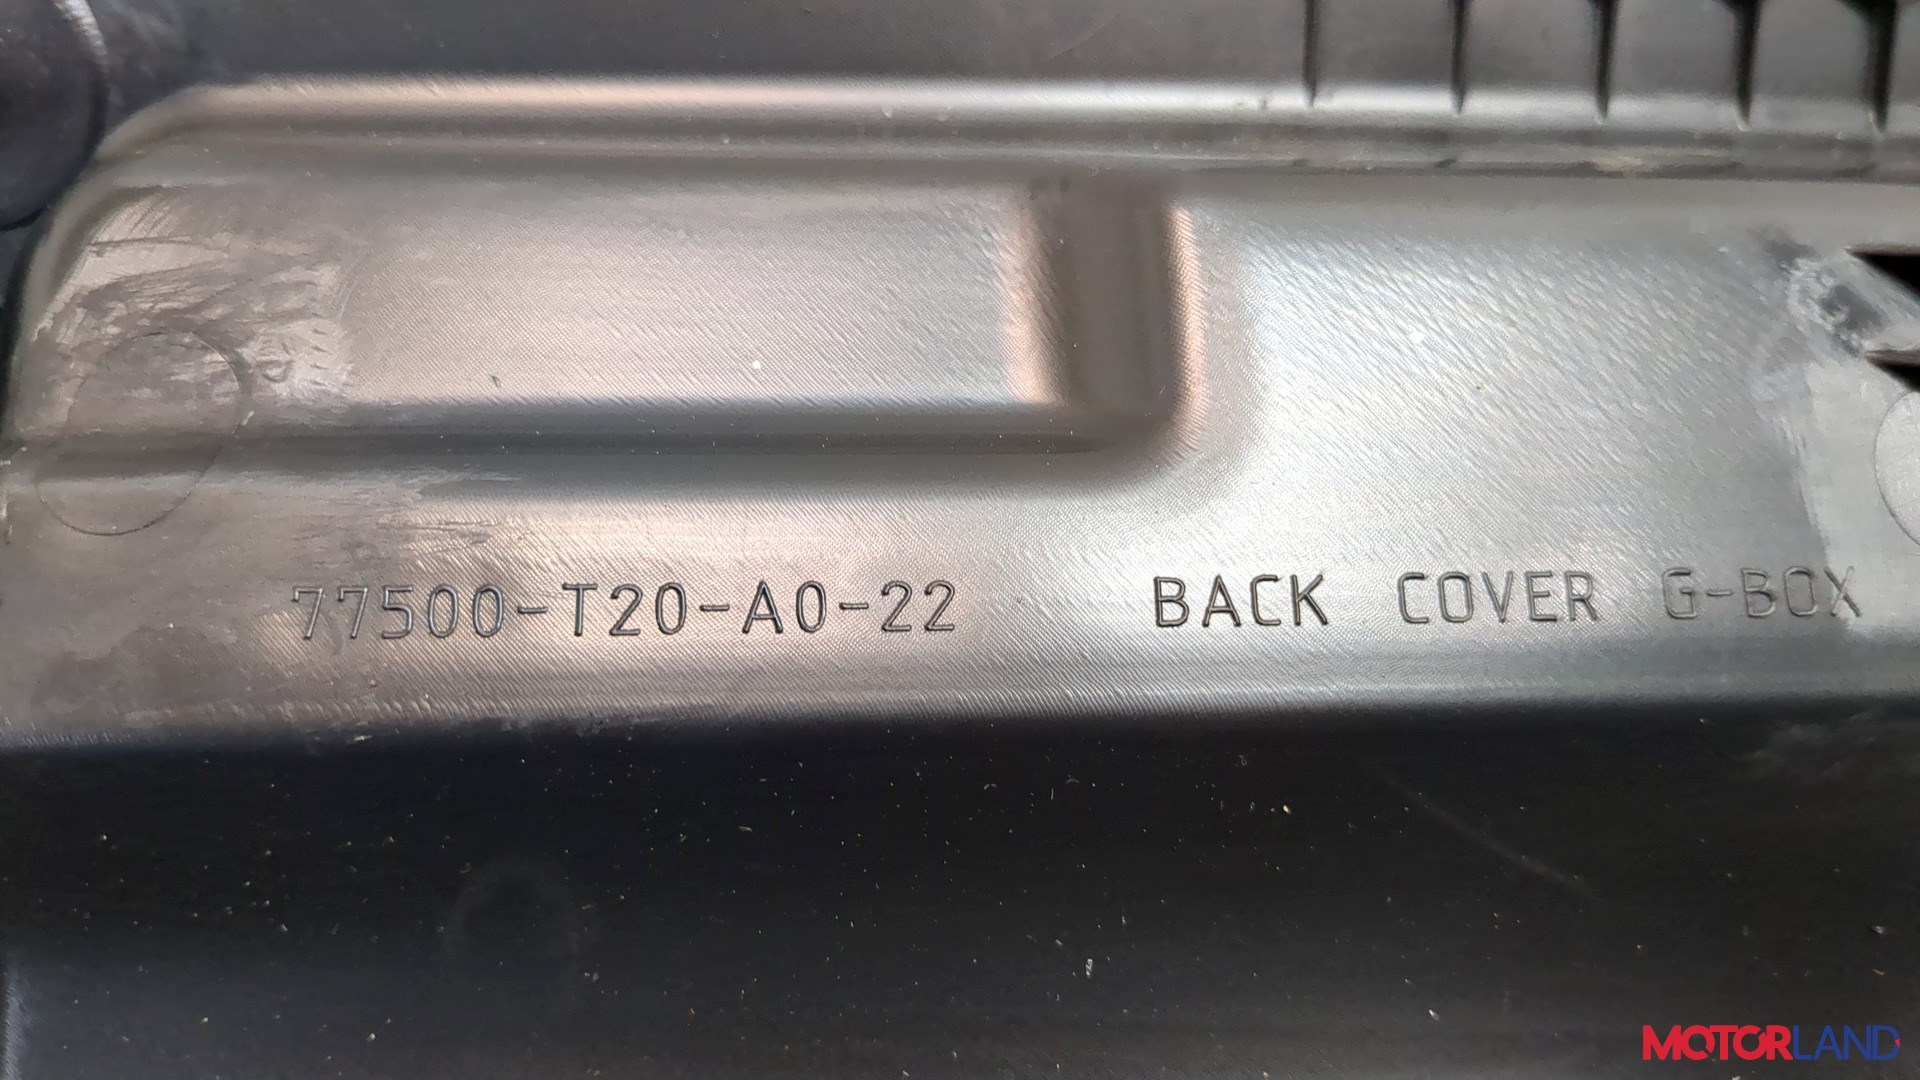 77500-T20-A0-22 BACK COVER G-BOX
MOTORLAND